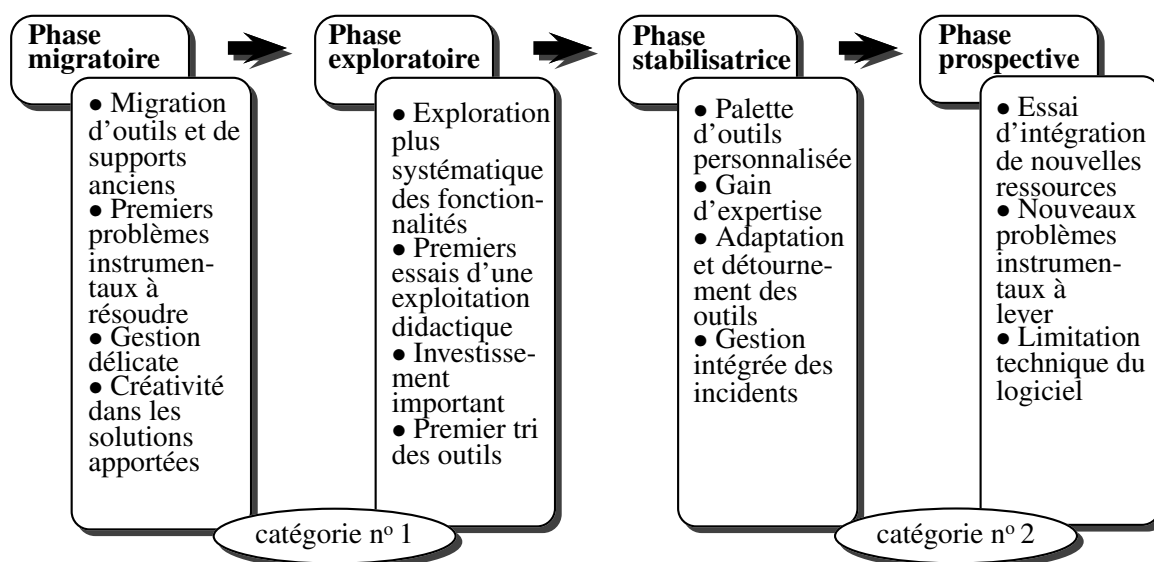 Phase
migratoire
● Migration
d’outils et de
supports
anciens
● Premiers
problèmes
instrumen-
taux à
résoudre
● Gestion
délicate
● Créativité
dans les
solutions
apportées
Phase
exploratoire
● Exploration
plus
systématique
des fonction-
nalités
● Premiers
essais d’une
exploitation
didactique
● Investisse-
ment
important
● Premier tri
des outils
catégorie nº 1
Phase
stabilisatrice
● Palette
d’outils
personnalisée
● Gain
d’expertise
● Adaptation
et détourne-
ment des
outils
● Gestion
intégrée des
incidents
Phase
prospective
● Essai
d’intégration
de nouvelles
ressources
● Nouveaux
problèmes
instrumen-
taux à
lever
● Limitation
technique du
logiciel
catégorie nº 2